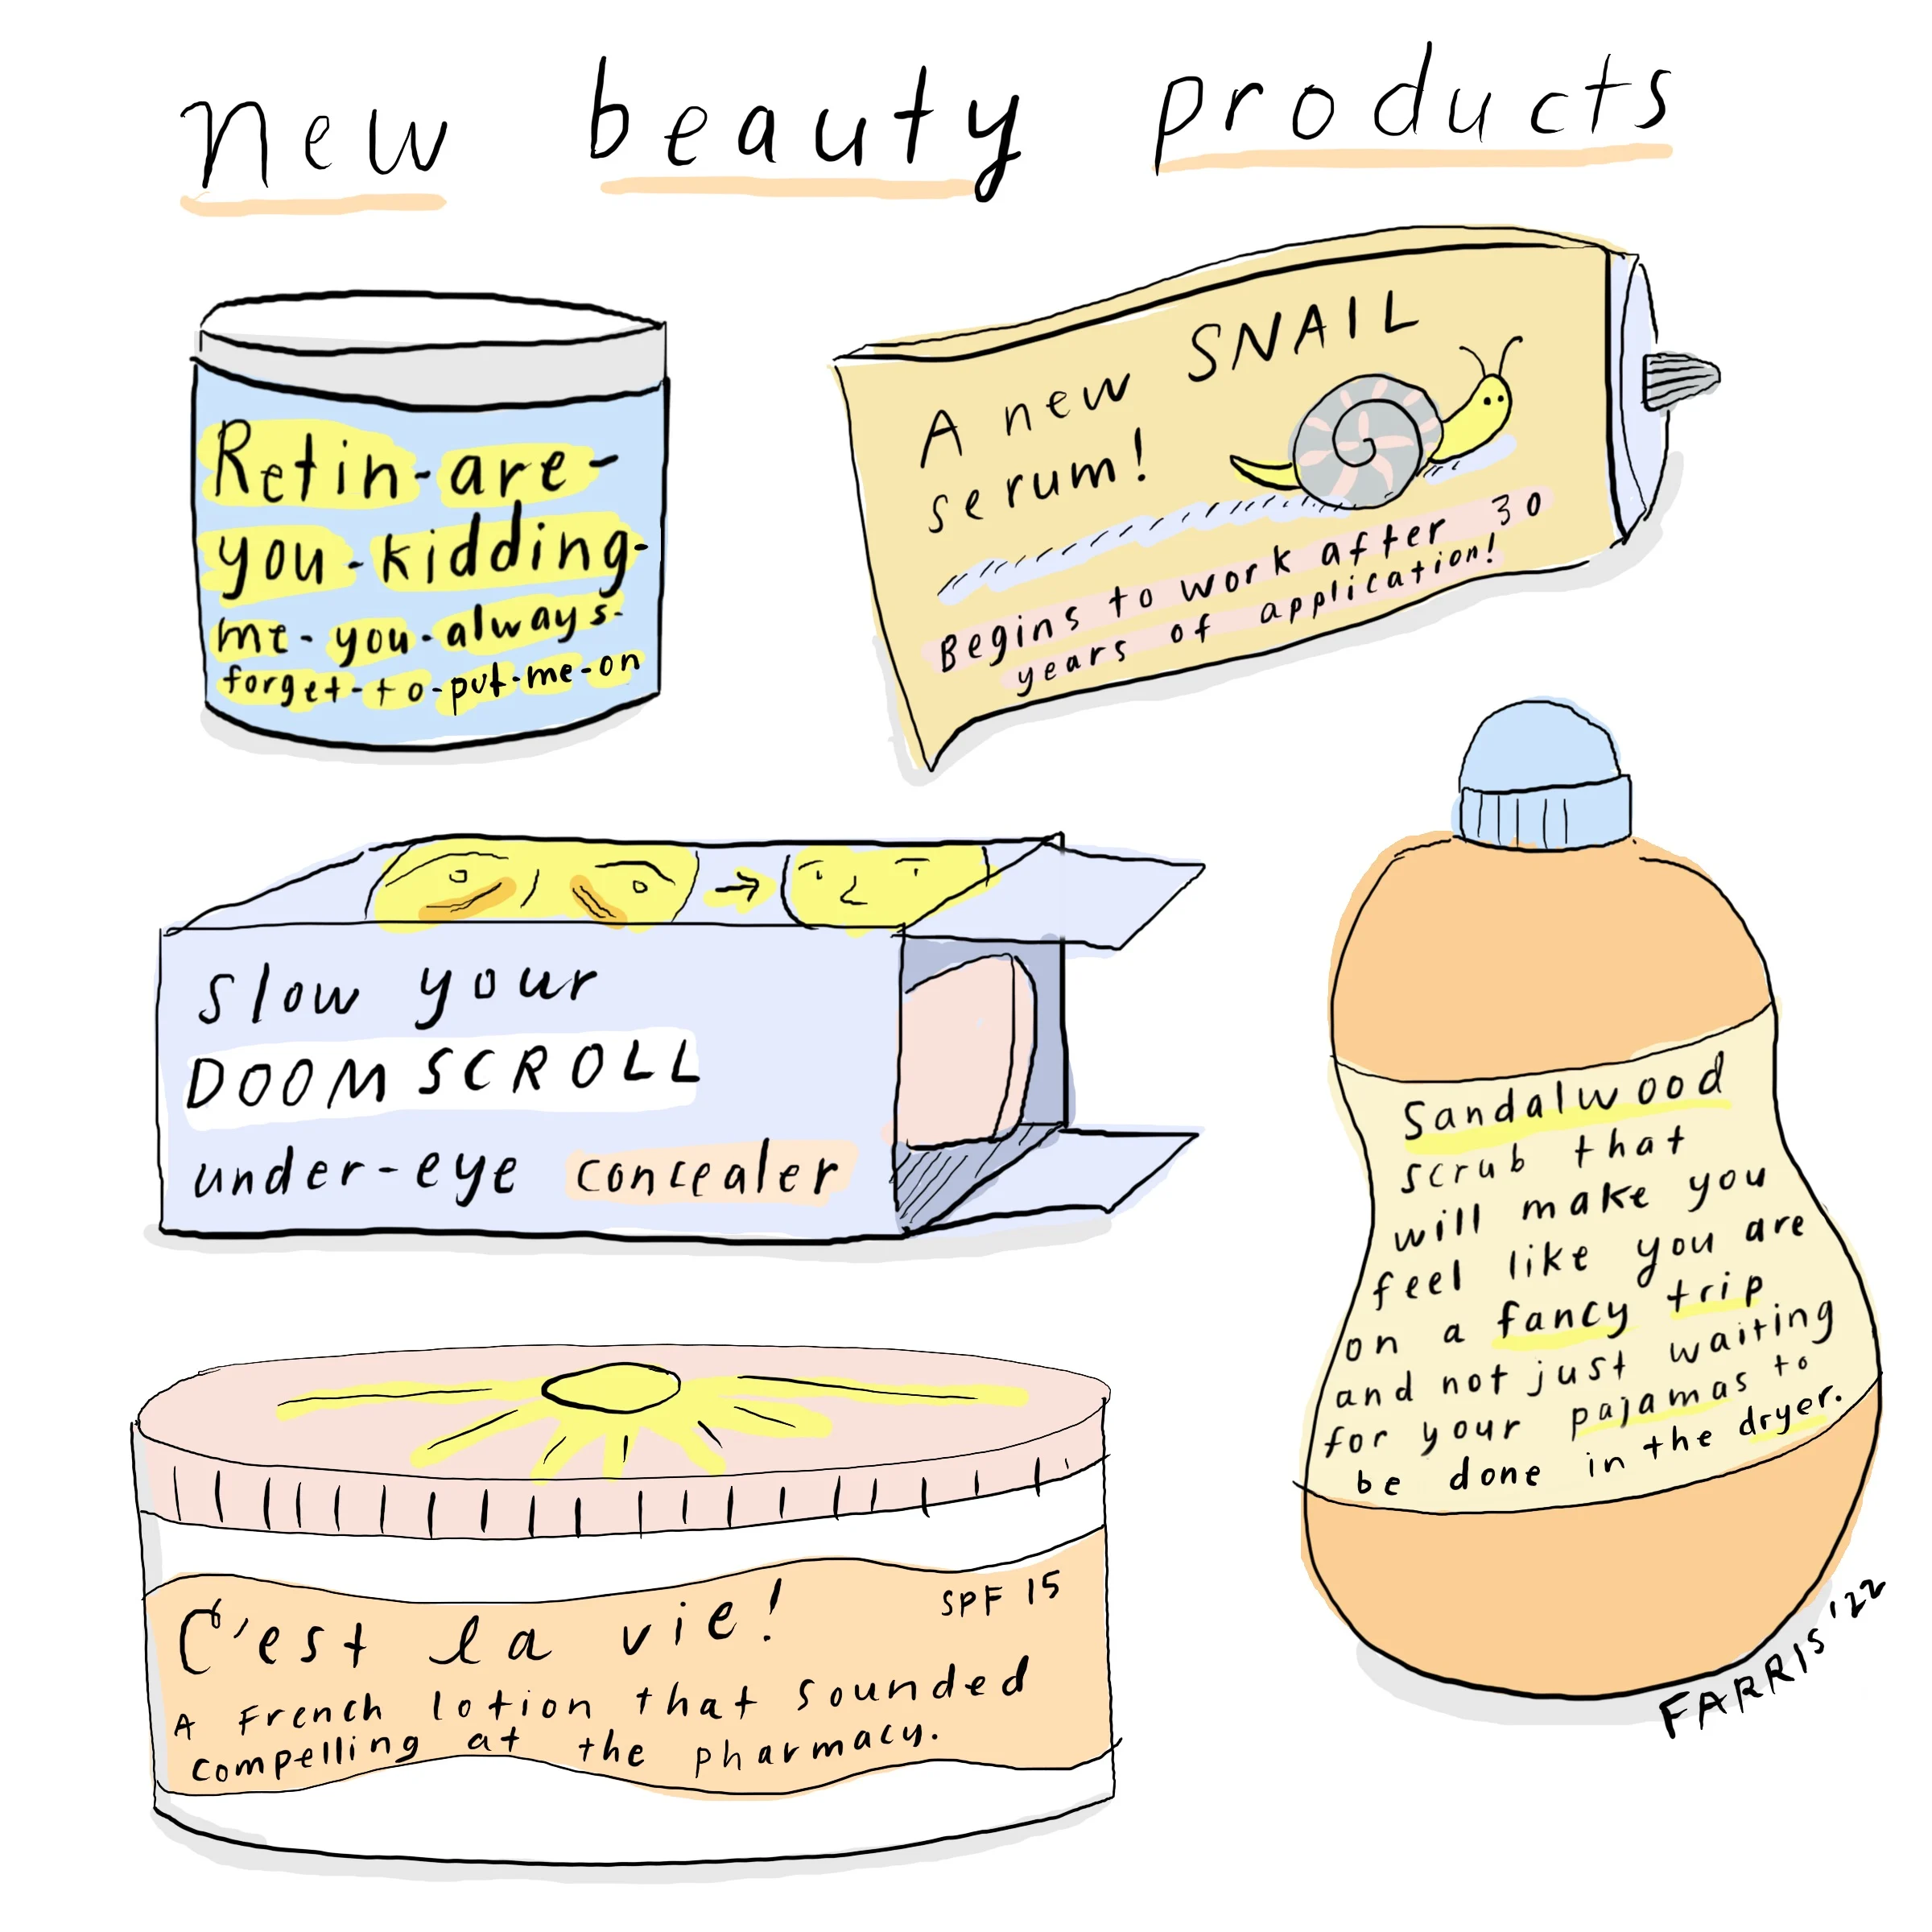 new beauty products
Retin-are-
you-kidding-
me-you-always-
forget-to-put-me-on
A new SNAIL
serum!
Begins to work after 30
years of application!
Slow your
DOOMSCROLL
under-eye concealer
Sandalwood
scrub that
will make you
feel like you are
on a fancy trip
and not just waiting
for your pajamas to
be done in the dryer.
C'est la vie! SPF 15
A French lotion that sounded
compelling at the pharmacy.
FARRIS '22